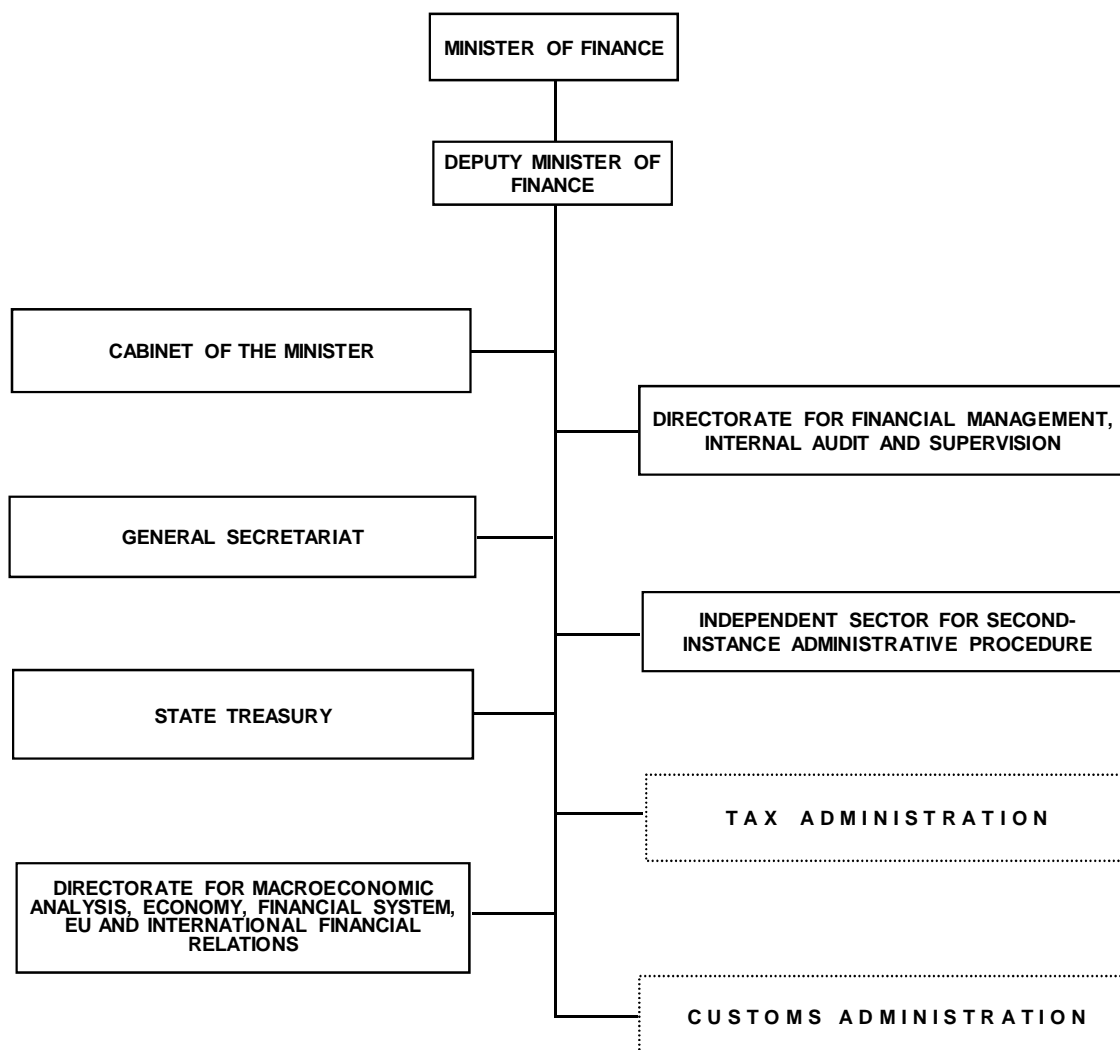 MINISTER OF FINANCE
DEPUTY MINISTER OF
FINANCE
CABINET OF THE MINISTER
DIRECTORATE FOR FINANCIAL MANAGEMENT,
INTERNAL AUDIT AND SUPERVISION
GENERAL SECRETARIAT
INDEPENDENT SECTOR FOR SECOND-
INSTANCE ADMINISTRATIVE PROCEDURE
STATE TREASURY
TAX ADMINISTRATION
DIRECTORATE FOR MACROECONOMIC
ANALYSIS, ECONOMY, FINANCIAL SYSTEM,
EU AND INTERNATIONAL FINANCIAL
RELATIONS
CUSTOMS ADMINISTRATION